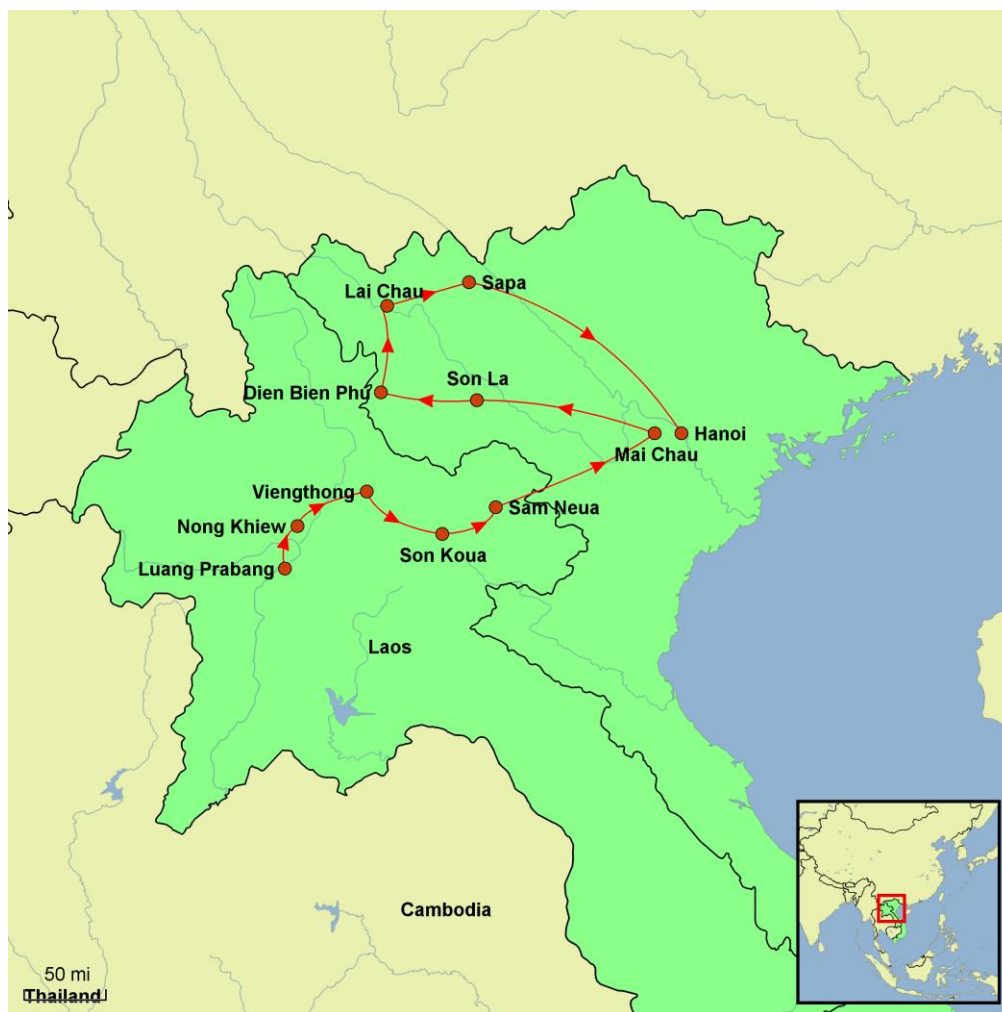 Lai Chau
Sapa
Dien Bien Phu
Son La
Hanoi
Mai Chau
Viengthong
Sam Neua
Nong Khiew
Son Koua
Luang Prabang
Laos
Cambodia
50 mi
Thailand